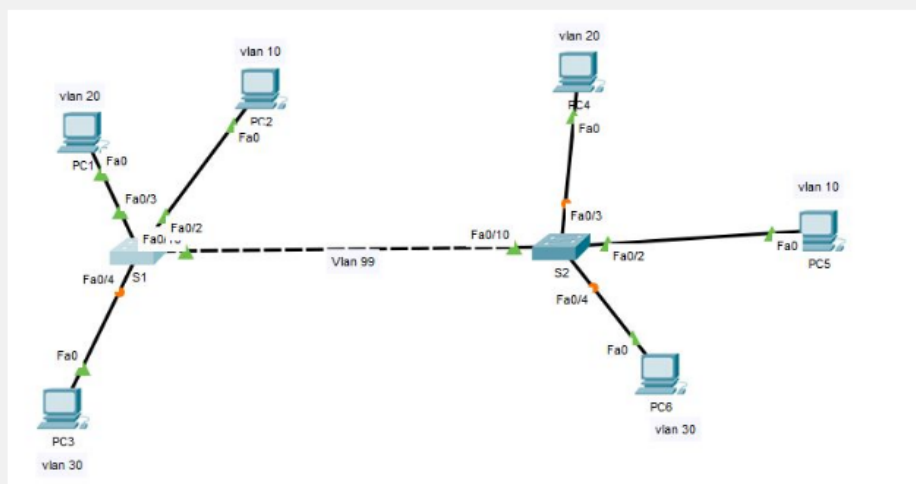 vlan 20
vlan 10
PC4
Fa0
vlan 20
PC2
Fa0
PC1
Fa0
vlan 10
Fa0/3
Fa0/3
Fa0/2
Fa0/10
Fa0/2
Fa0
PC5
Vlan 99
S1
S2
Fa0/4
Fa0/4
Fa0
Fa0
PC6
vlan 30
PC3
vlan 30